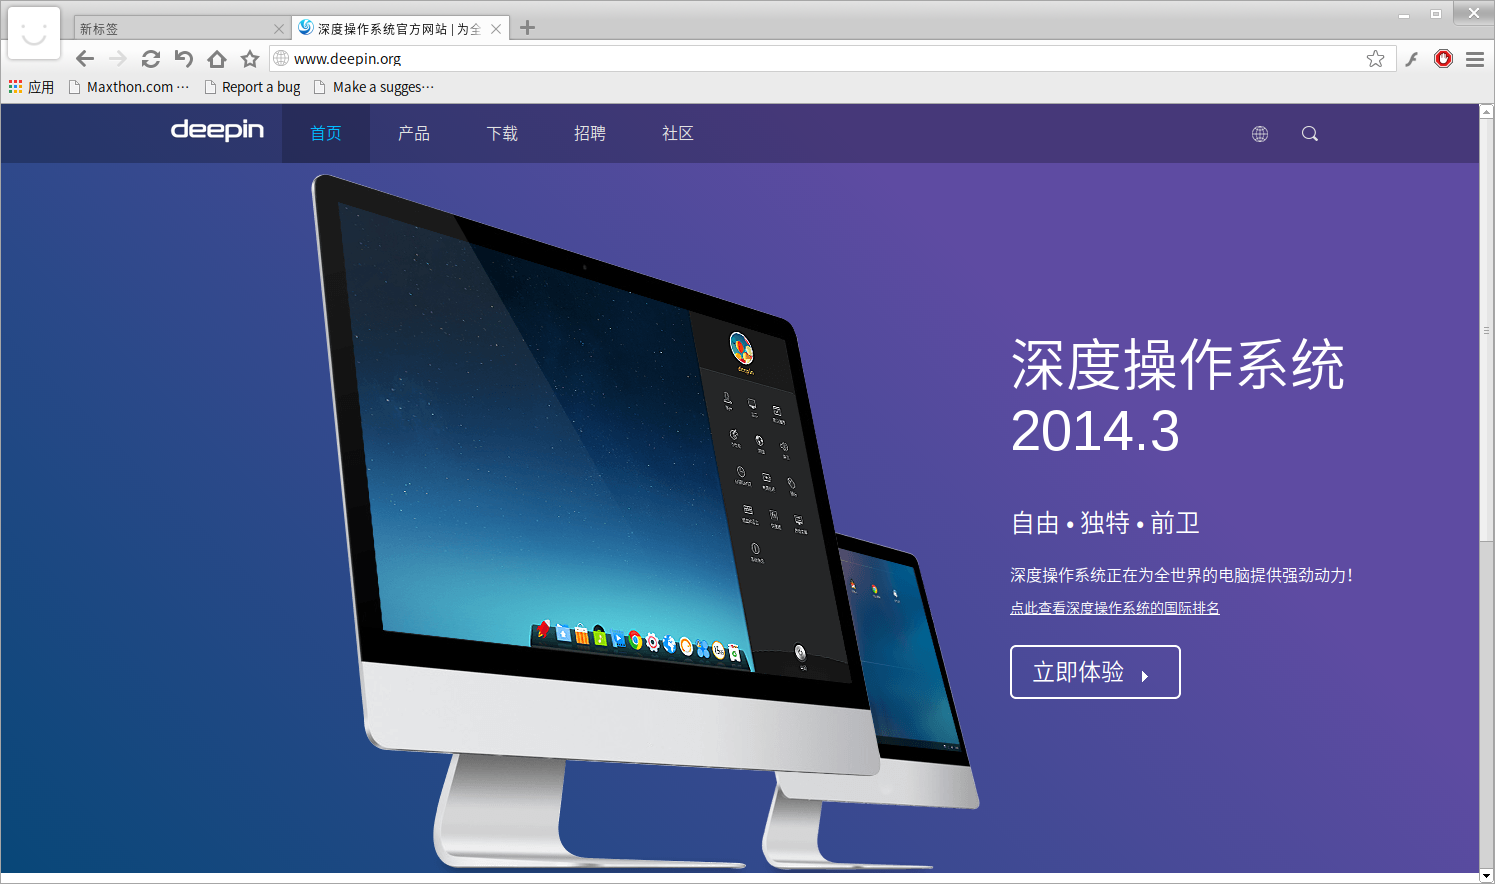 新标签
深度操作系统官方网站 | 为全
www.deepin.org
应用
Maxthon.com ...
Report a bug
Make a sugges...
deepin
首页
产品
下载
招聘
社区
深度操作系统
2014.3
自由 • 独特 • 前卫
深度操作系统正在为全世界的电脑提供强劲动力！
点此查看深度操作系统的国际排名
立即体验
deepin